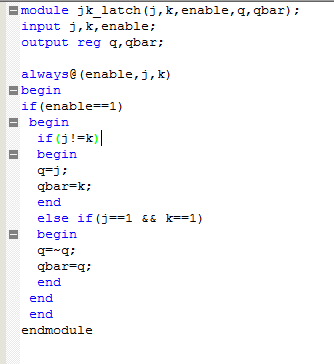 module jk_latch(j,k,enable,q,qbar);
input j,k,enable;
output reg q,qbar;

always@(enable,j,k)
begin
if(enable==1)
 begin
  if(j!=k)
  begin
  q=j;
  qbar=k;
  end
  else if(j==1 && k==1)
  begin
  q=~q;
  qbar=q;
  end
 end
 end
endmodule